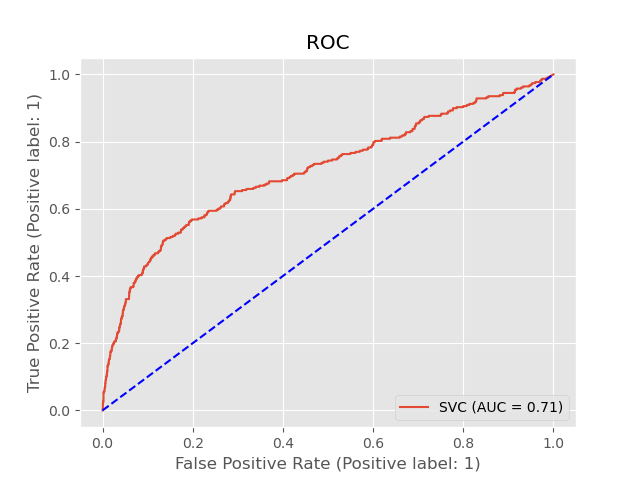 ROC
True Positive Rate (Positive label: 1)
1.0
0.8
0.6
0.4
0.2
0.0
SVC (AUC = 0.71)
0.0 0.2 0.4 0.6 0.8 1.0
False Positive Rate (Positive label: 1)